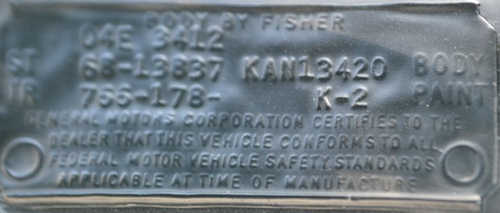 BODY BY FISHER
04E 3412
ST 68-13837 KAN13420 BODY
TR 755-178- K-2 PAINT
GENERAL MOTORS CORPORATION CERTIFIES TO THE
DEALER THAT THIS VEHICLE CONFORMS TO ALL
FEDERAL MOTOR VEHICLE SAFETY STANDARDS
APPLICABLE AT TIME OF MANUFACTURE